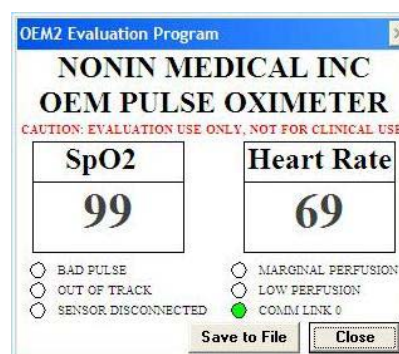 OEM2 Evaluation Program
NONIN MEDICAL INC
OEM PULSE OXIMETER
CAUTION: EVALUATION USE ONLY, NOT FOR CLINICAL USE
SpO2 Heart Rate
99 69
BAD PULSE MARGINAL PERFUSION
OUT OF TRACK LOW PERFUSION
SENSOR DISCONNECTED COMM LINK 0
Save to File Close